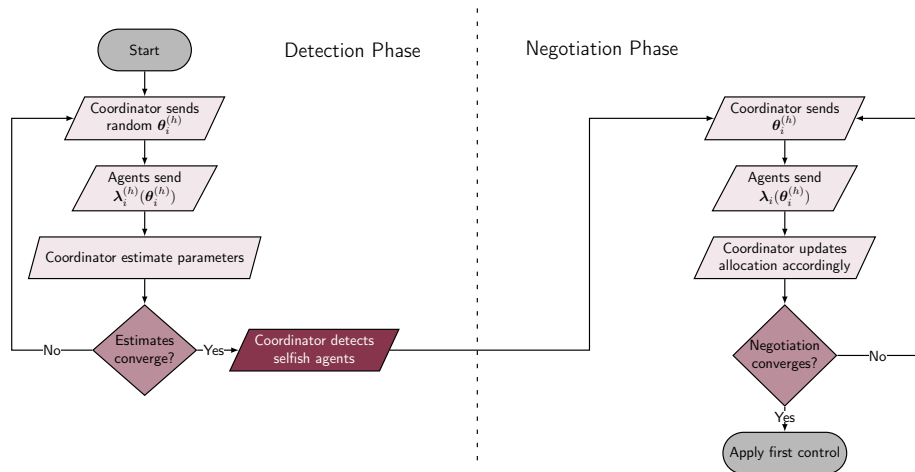 Start
Detection Phase
Coordinator sends
random θ_i^(h)
Agents send
λ_i^(h)(θ_i^(h))
Coordinator estimate parameters
Estimates
converge?
No
Yes
Coordinator detects
selfish agents
Negotiation Phase
Coordinator sends
θ_i^(h)
Agents send
λ_i(θ_i^(h))
Coordinator updates
allocation accordingly
Negotiation
converges?
No
Yes
Apply first control